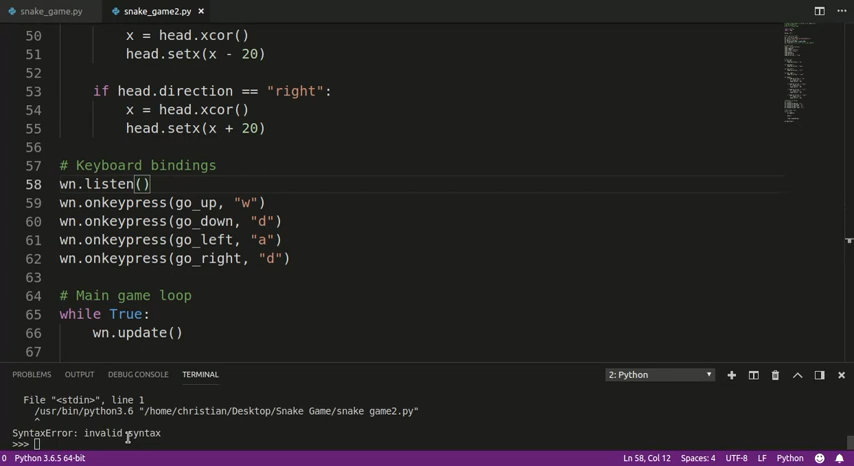 snake_game.py snake_game2.py ×
50 x = head.xcor()
51 head.setx(x - 20)
52
53 if head.direction == "right":
54 x = head.xcor()
55 head.setx(x + 20)
56
57 # Keyboard bindings
58 wn.listen()
59 wn.onkeypress(go_up, "w")
60 wn.onkeypress(go_down, "d")
61 wn.onkeypress(go_left, "a")
62 wn.onkeypress(go_right, "d")
63
64 # Main game loop
65 while True:
66 wn.update()
67
PROBLEMS OUTPUT DEBUG CONSOLE TERMINAL 2: Python
File "<stdin>", line 1
/usr/bin/python3.6 "/home/christian/Desktop/Snake Game/snake game2.py"
^
SyntaxError: invalid syntax
>>>
0 Python 3.6.5 64-bit Ln 58, Col 12 Spaces: 4 UTF-8 LF Python